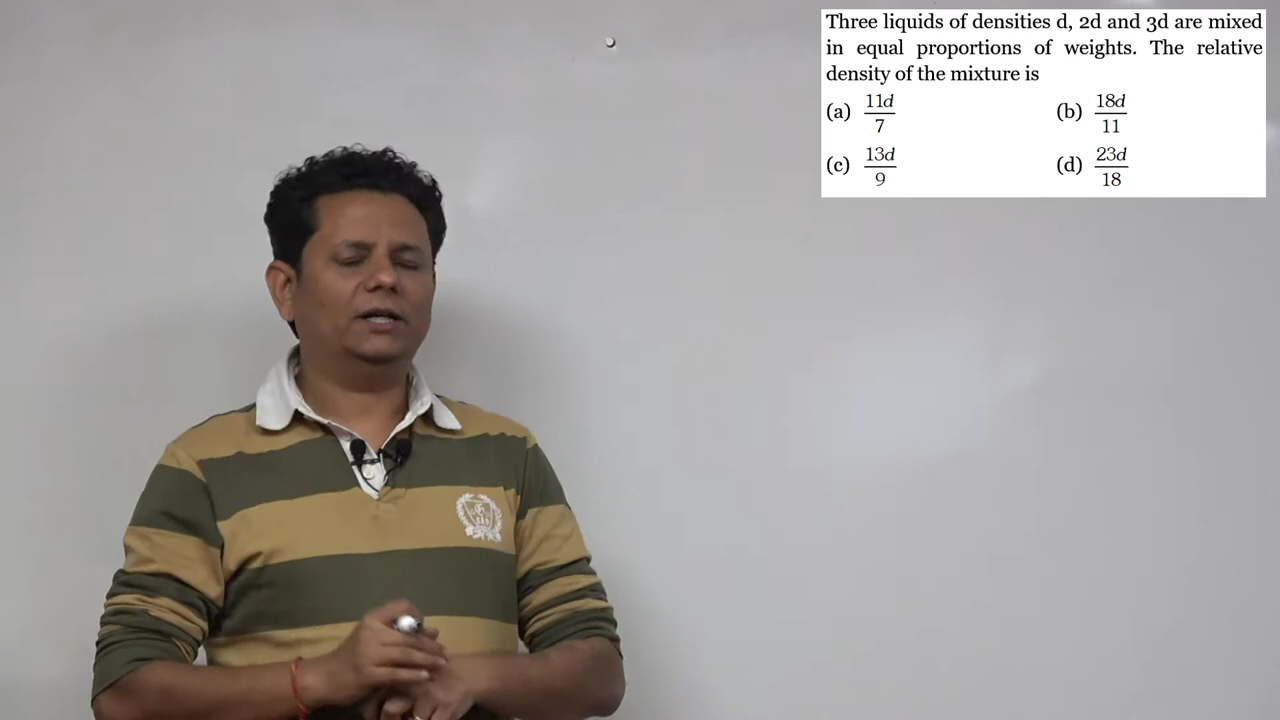 Three liquids of densities d, 2d and 3d are mixed
in equal proportions of weights. The relative
density of the mixture is
(a) 11d/7 (b) 18d/11
(c) 13d/9 (d) 23d/18